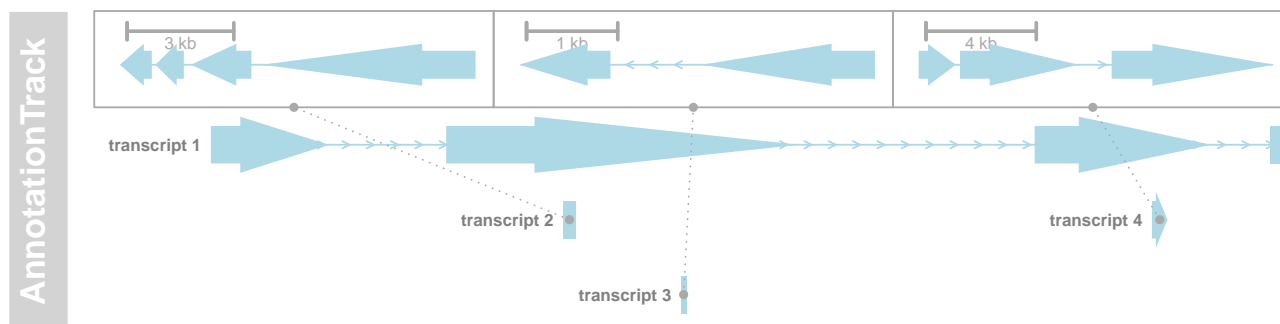 AnnotationTrack
3 kb
1 kb
4 kb
transcript 1
transcript 2
transcript 4
transcript 3